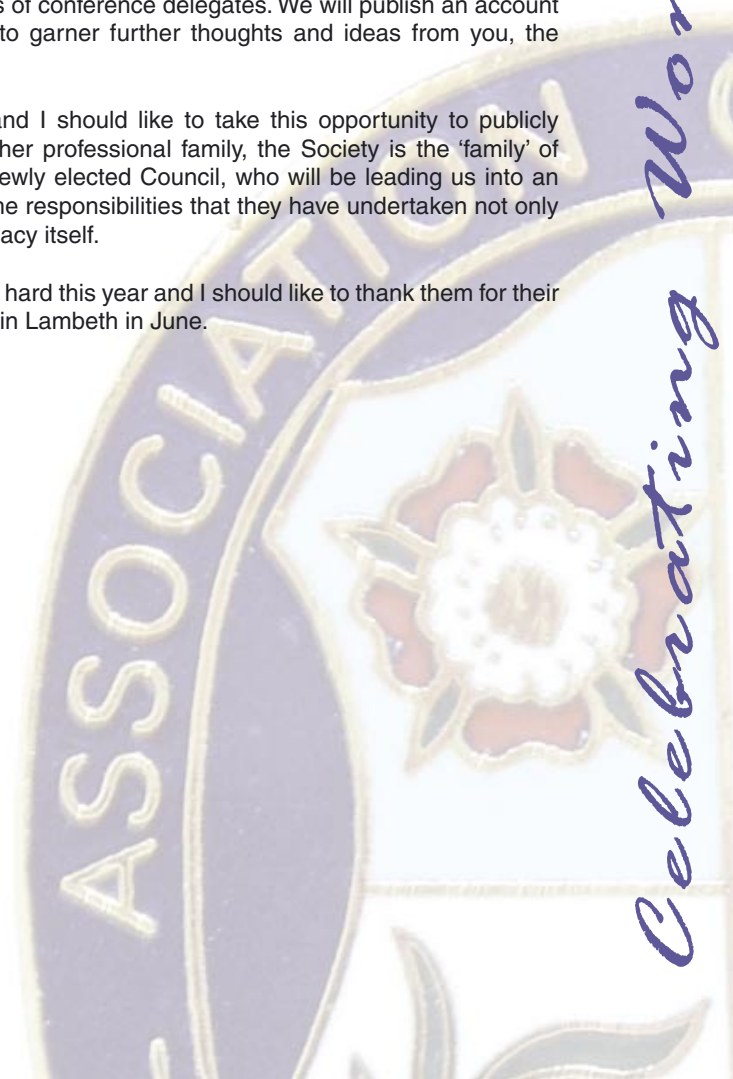 s of conference delegates. We will publish an account
to garner further thoughts and ideas from you, the
nd I should like to take this opportunity to publicly
her professional family, the Society is the ‘family’ of
ewly elected Council, who will be leading us into an
ne responsibilities that they have undertaken not only
acy itself.
hard this year and I should like to thank them for their
in Lambeth in June.
Celebrating Wo
ASSOCIATION